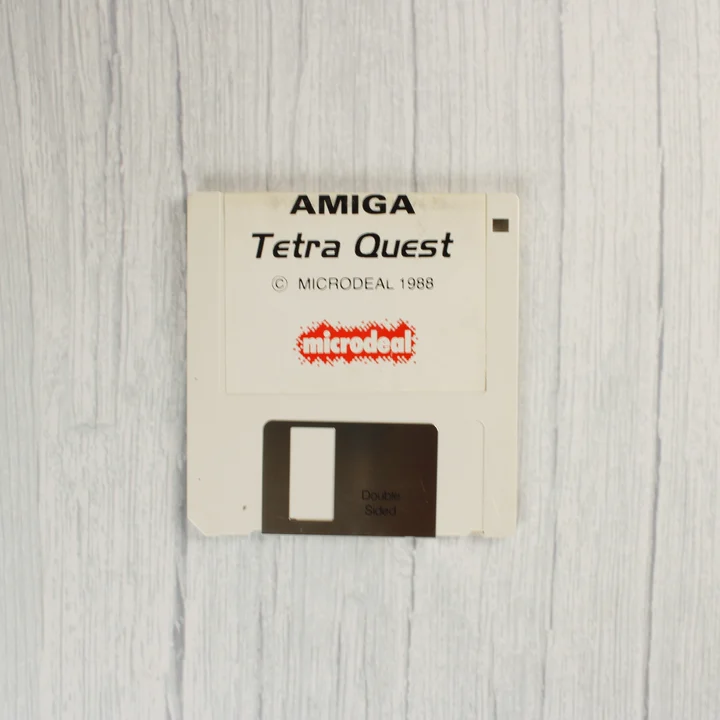 AMIGA
Tetra Quest
© MICRODEAL 1988
microdeal
Double
Sided